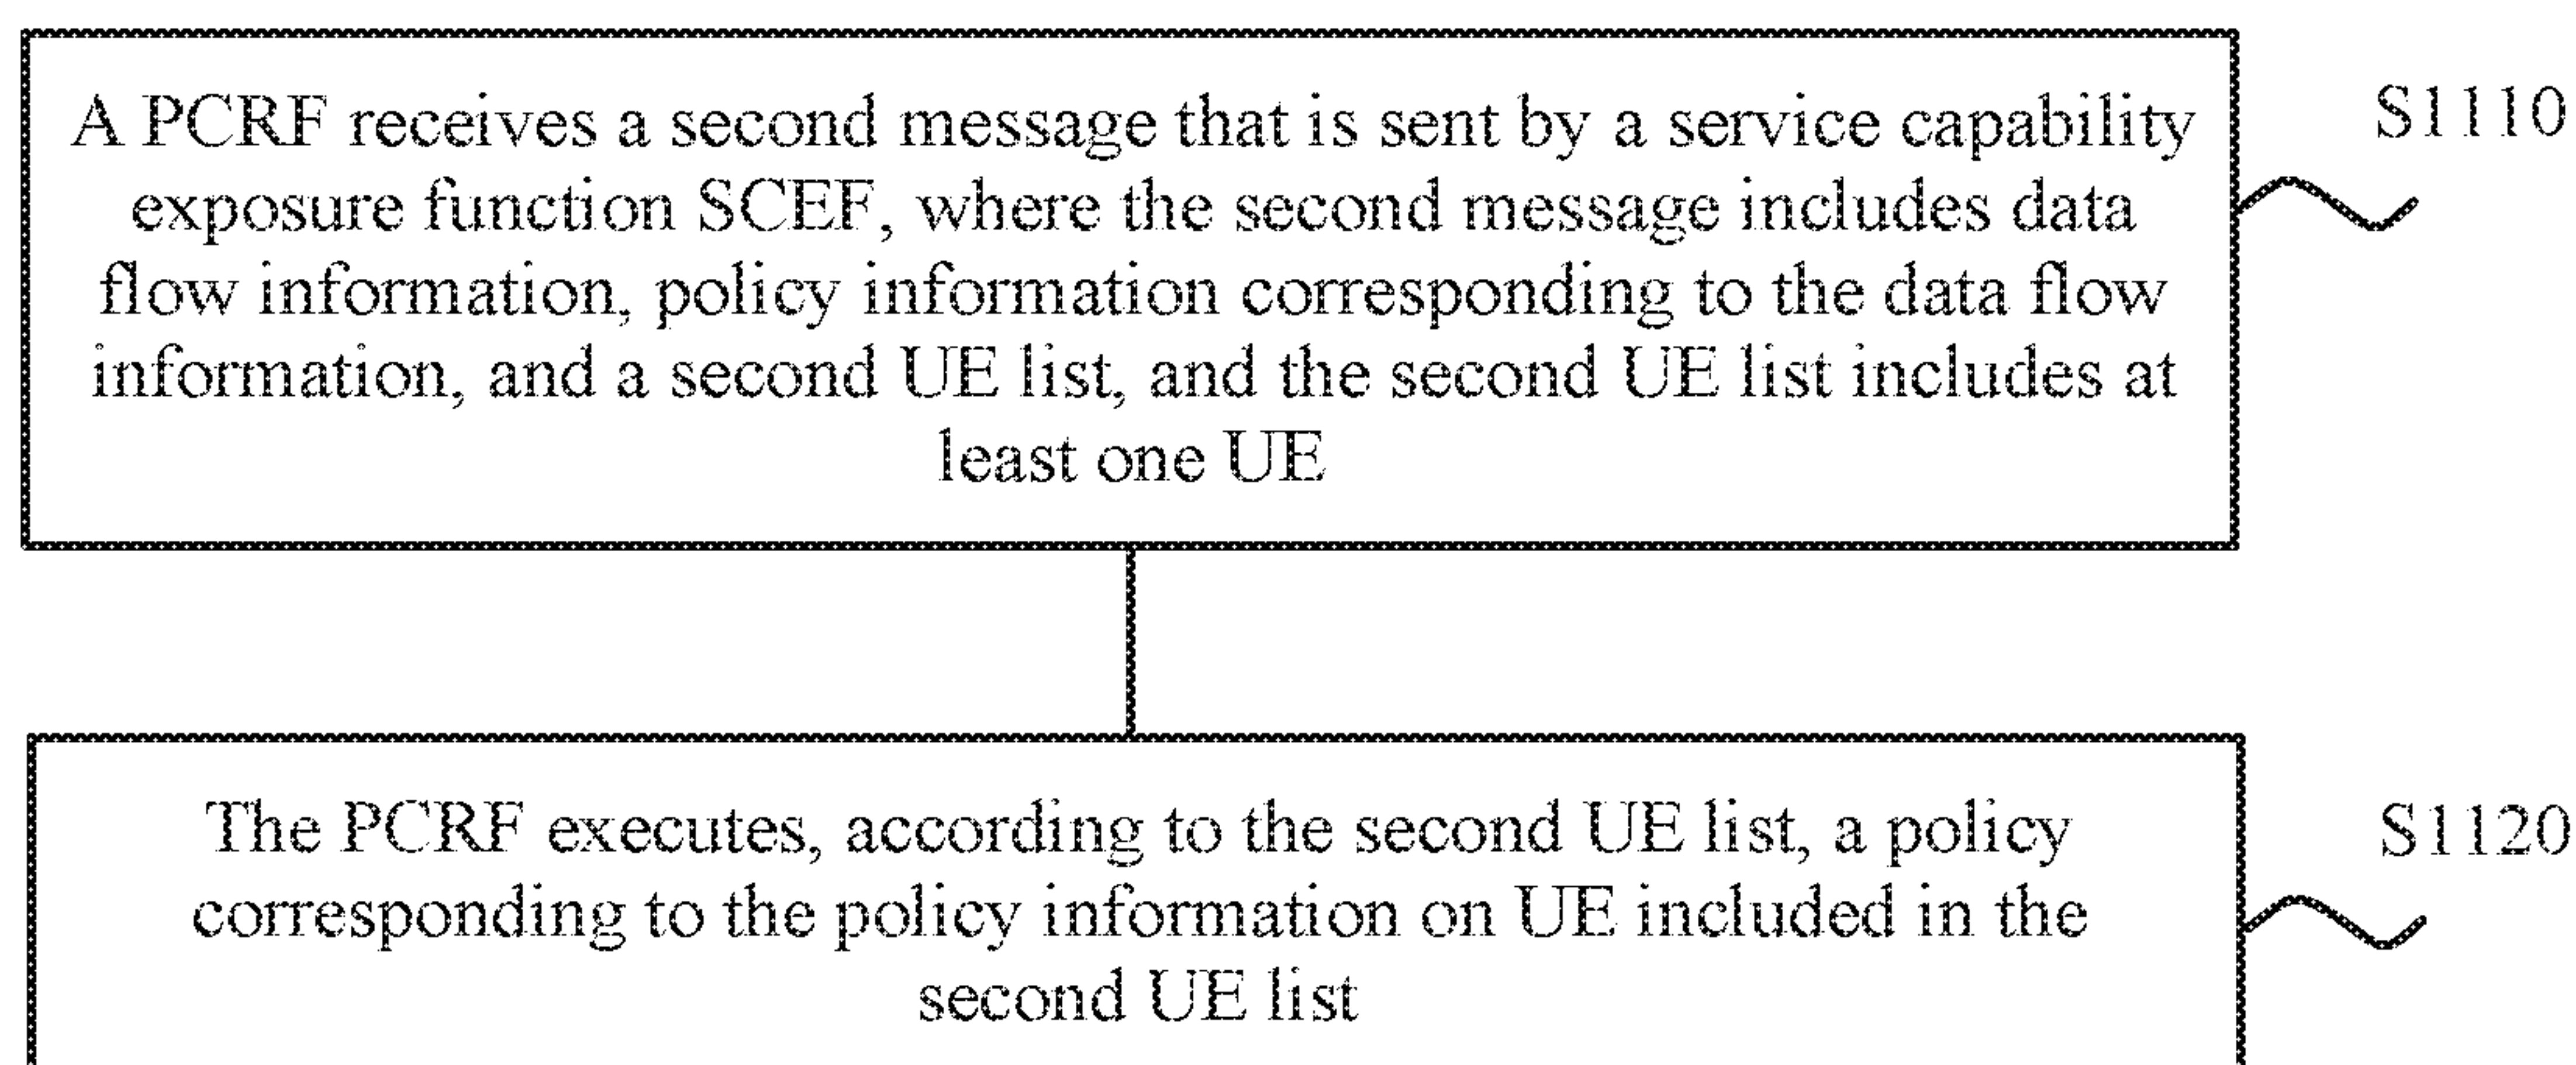 A PCRF receives a second message that is sent by a service capability
exposure function SCEF, where the second message includes data
flow information, policy information corresponding to the data flow
information, and a second UE list, and the second UE list includes at
least one UE
S1110
The PCRF executes, according to the second UE list, a policy
corresponding to the policy information on UE included in the
second UE list
S1120